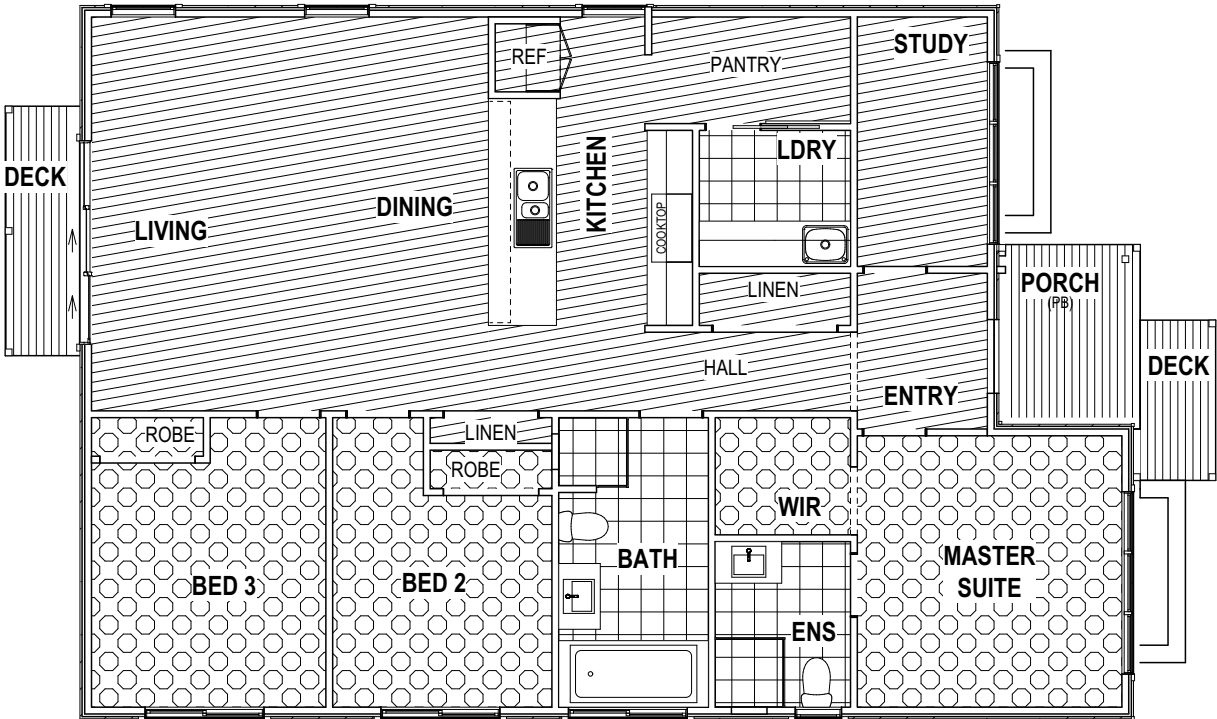 REF
PANTRY
STUDY
LDRY
DECK
KITCHEN
DINING
LIVING
COOKTOP
LINEN
PORCH
(PB)
HALL
DECK
ENTRY
ROBE
LINEN
ROBE
WIR
BED 3
BED 2
BATH
MASTER
SUITE
ENS